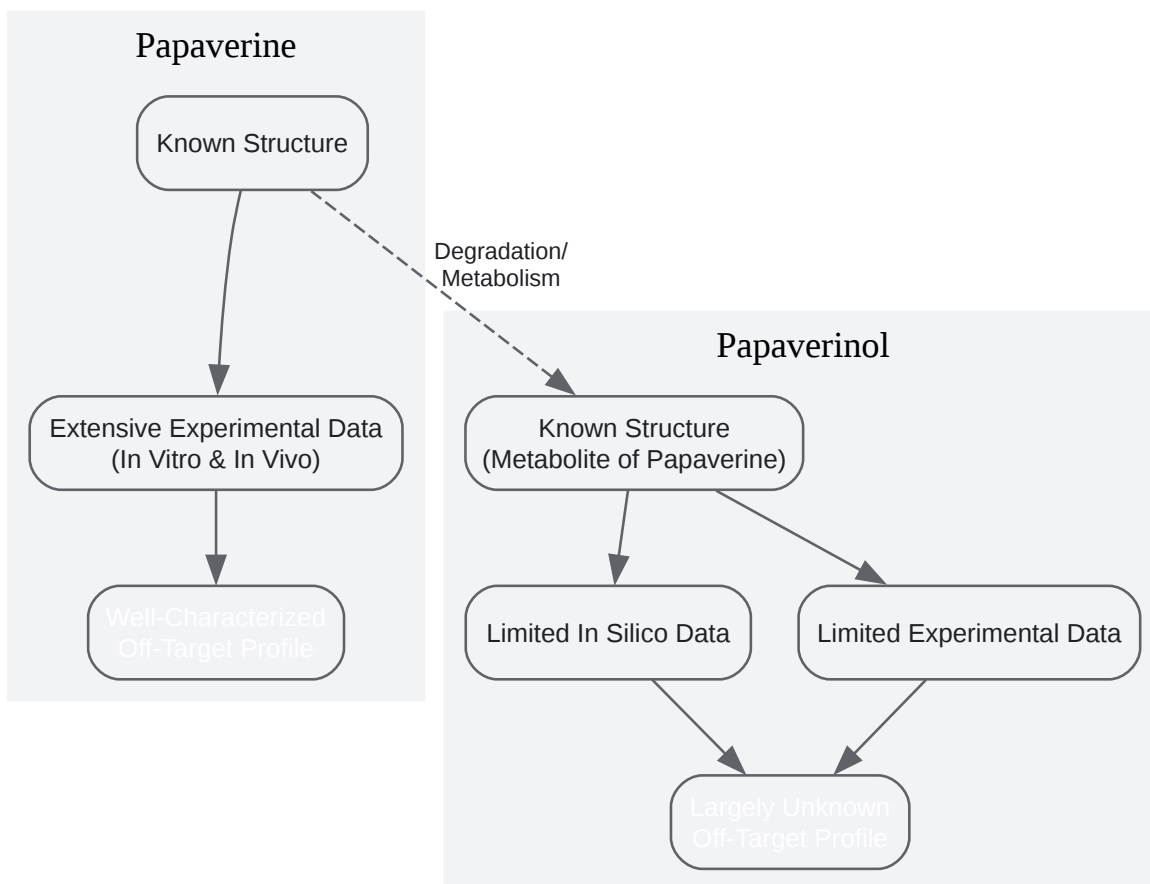 Papaverine
Known Structure
Degradation/
Metabolism
Papaverinol
Extensive Experimental Data
(In Vitro & In Vivo)
Known Structure
(Metabolite of Papaverine)
Well-Characterized
Off-Target Profile
Limited In Silico Data
Limited Experimental Data
Largely Unknown
Off-Target Profile